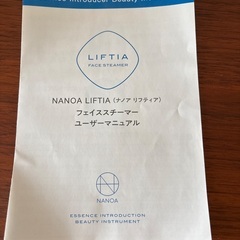 LIFTIA
FACE STEAMER
NANOA LIFTIA（ナノア リフティア）
フェイススチーマー
ユーザーマニュアル
N
NANOA
ESSENCE INTRODUCTION
BEAUTY INSTRUMENT